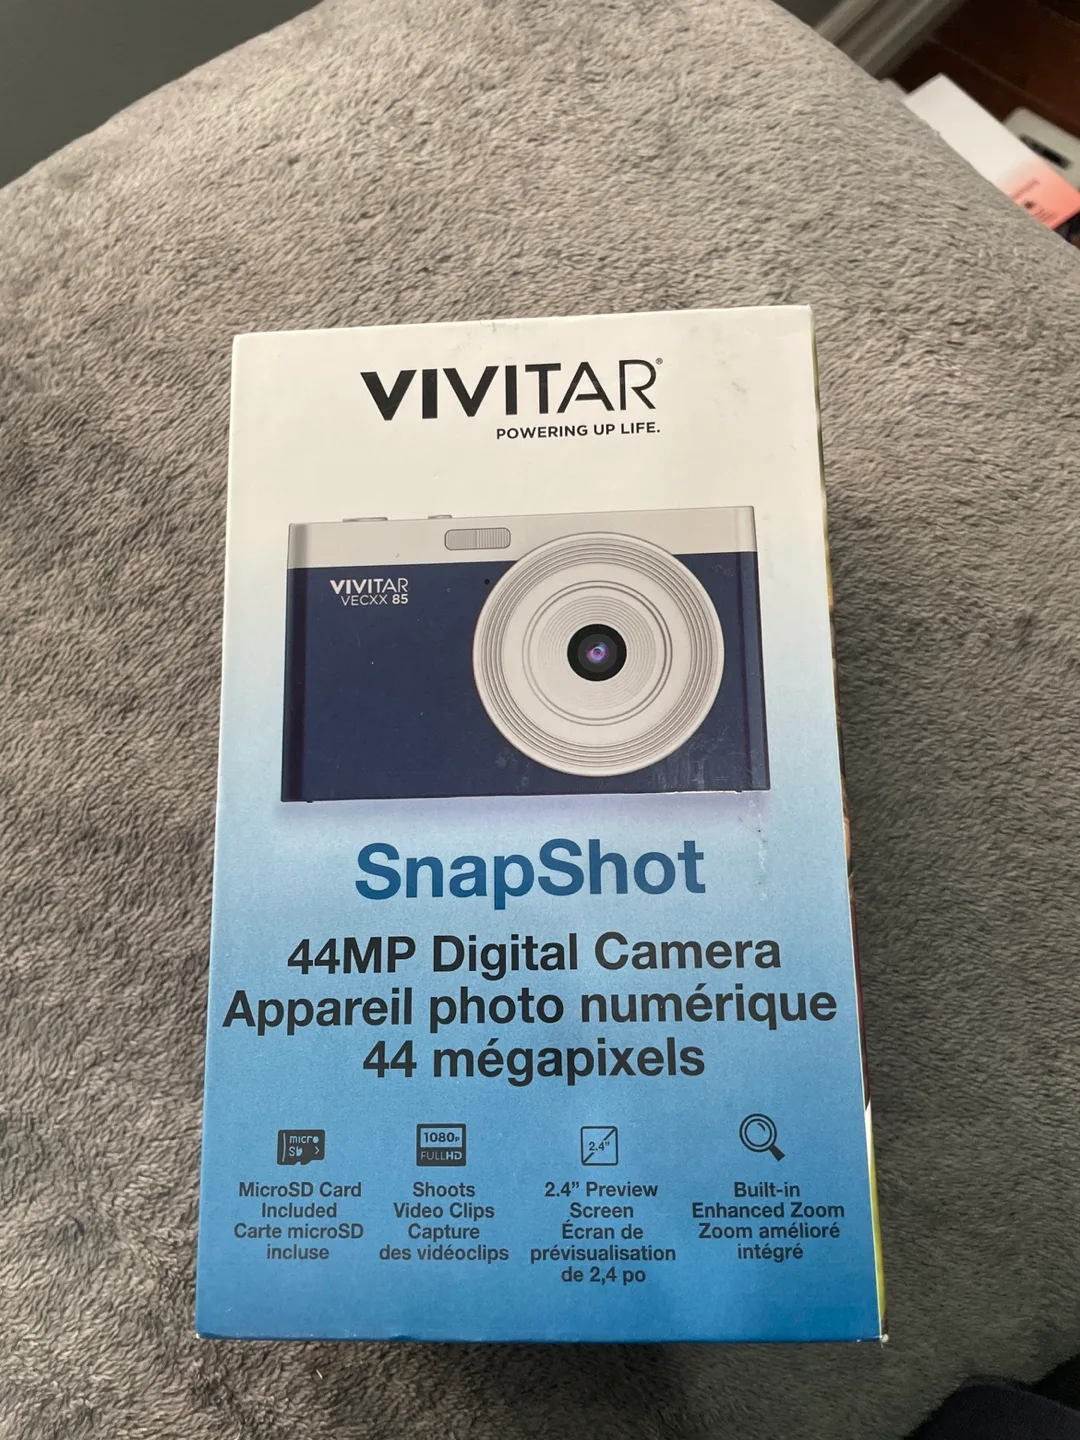 VIVITAR®
POWERING UP LIFE.
VIVITAR
VECXX 85
SnapShot
44MP Digital Camera
Appareil photo numérique
44 mégapixels
micro
SD
MicroSD Card
Included
Carte microSD
incluse
1080p
FULLHD
Shoots
Video Clips
Capture
des vidéoclips
2.4"
2.4” Preview
Screen
Écran de
prévisualisation
de 2,4 po
Built-in
Enhanced Zoom
Zoom amélioré
intégré